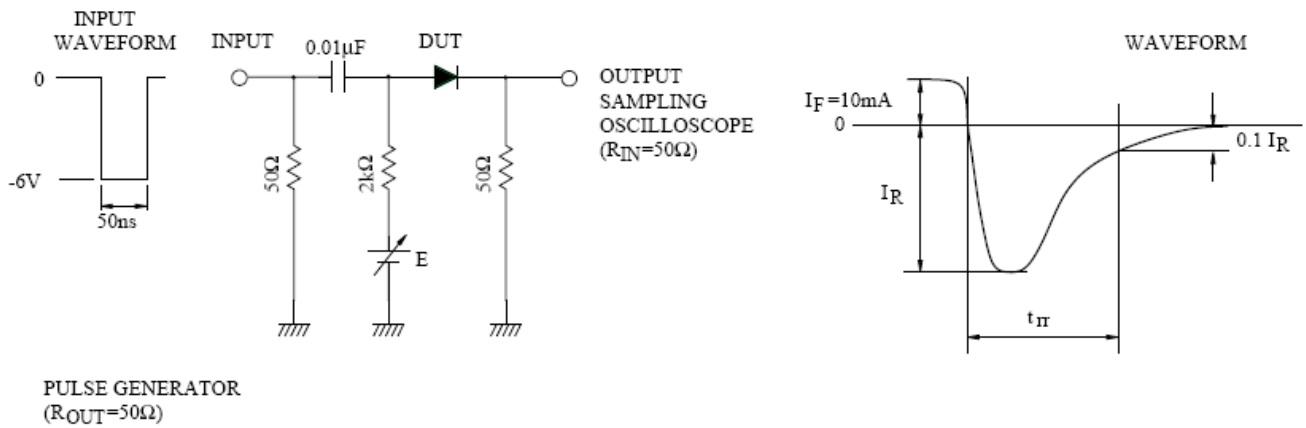 INPUT
WAVEFORM
0
-6V
50ns
INPUT
0.01μF
DUT
50Ω
2kΩ
E
50Ω
OUTPUT
SAMPLING
OSCILLOSCOPE
(RIN=50Ω)
PULSE GENERATOR
(ROUT=50Ω)
WAVEFORM
IF=10mA
0
IR
0.1 IR
trr